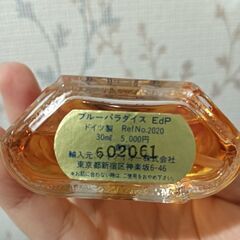 ブルーパラダイス EdP
ドイツ製 Ref No.2020
30ml 5,000円
輸入元 株式会社
602061
東京都新宿区神楽坂6-46